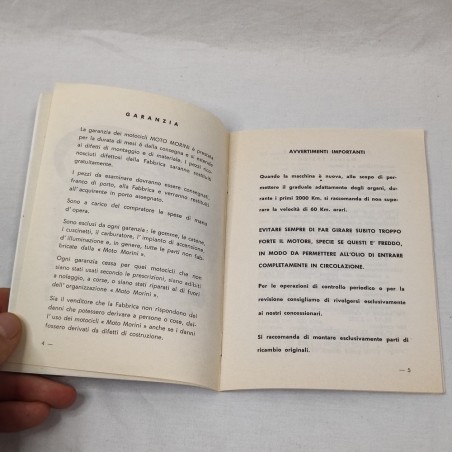 GARANZIA
La garanzia dei motocicli MOTO MORINI è prestata
per la durata di mesi 6 dalla consegna e si estende
ai difetti di montaggio e di materiale. I pezzi rico-
nosciuti difettosi dalla Fabbrica saranno sostituiti
gratuitamente.
I pezzi da esaminare dovranno essere consegnati,
franco di porto, alla Fabbrica e verranno restituiti
all'acquirente in porto assegnato.
Sono a carico del compratore le spese di mano
d'opera.
Sono esclusi da ogni garanzia: le gomme, le catene,
i cuscinetti, il carburatore, l'impianto di accensione,
d'illuminazione e, in genere, tutte le parti non fab-
bricate dalla « Moto Morini ».
Ogni garanzia cessa per quei motocicli che non
siano stati usati secondo le prescrizioni, siano adibiti
a noleggio, a corse, o siano stati riparati al di fuori
dell'organizzazione « Moto Morini ».
Sia il venditore che la Fabbrica non rispondono dei
danni che potessero derivare a persone o cose, dal-
l'uso dei motocicli « Moto Morini » anche se i danni
fossero derivati da difetti di costruzione.
4 —
AVVERTIMENTI IMPORTANTI
Quando la macchina è nuova, allo scopo di per-
mettere il graduale adattamento degli organi, du-
rante i primi 2000 Km. si raccomanda di non supe-
rare la velocità di 60 Km. orari.
EVITARE SEMPRE DI FAR GIRARE SUBITO TROPPO
FORTE IL MOTORE, SPECIE SE QUESTI E' FREDDO,
IN MODO DA PERMETTERE ALL'OLIO DI ENTRARE
COMPLETAMENTE IN CIRCOLAZIONE.
Per le operazioni di controllo periodico o per la
revisione consigliamo di rivolgersi esclusivamente
ai nostri concessionari.
Si raccomanda di montare esclusivamente parti di
ricambio originali.
— 5